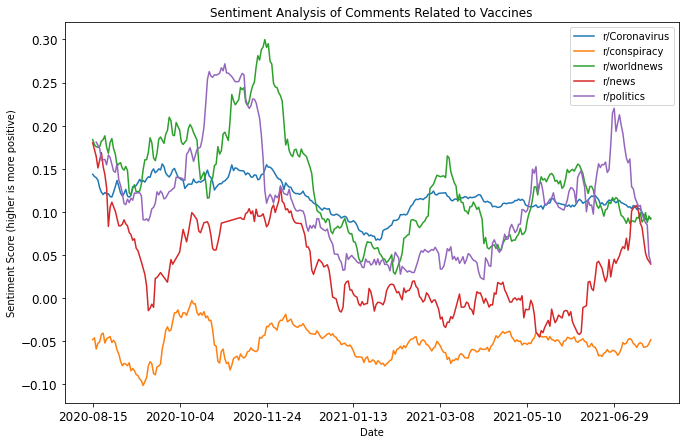 Sentiment Analysis of Comments Related to Vaccines
r/Coronavirus
r/conspiracy
r/worldnews
r/news
r/politics
Sentiment Score (higher is more positive)
0.30
0.25
0.20
0.15
0.10
0.05
0.00
−0.05
−0.10
2020-08-15 2020-10-04 2020-11-24 2021-01-13 2021-03-08 2021-05-10 2021-06-29
Date